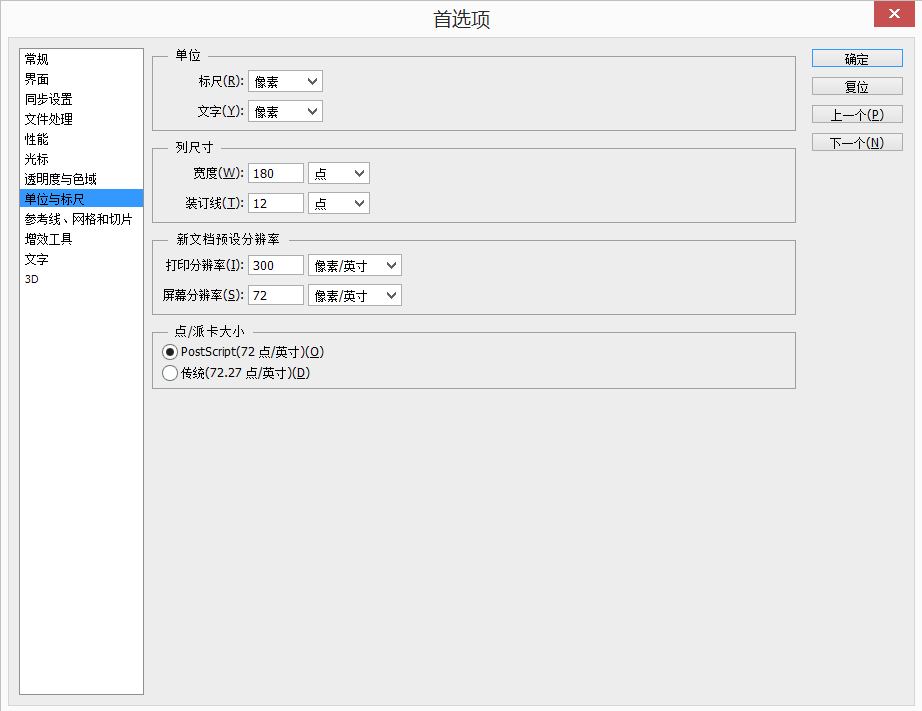 首选项
常规
界面
同步设置
文件处理
性能
光标
透明度与色域
单位与标尺
参考线、网格和切片
增效工具
文字
3D
单位
标尺(R): 像素
文字(Y): 像素
列尺寸
宽度(W): 180 点
装订线(T): 12 点
新文档预设分辨率
打印分辨率(I): 300 像素/英寸
屏幕分辨率(S): 72 像素/英寸
点/派卡大小
PostScript(72 点/英寸)(O)
传统(72.27 点/英寸)(D)
确定
复位
上一个(P)
下一个(N)